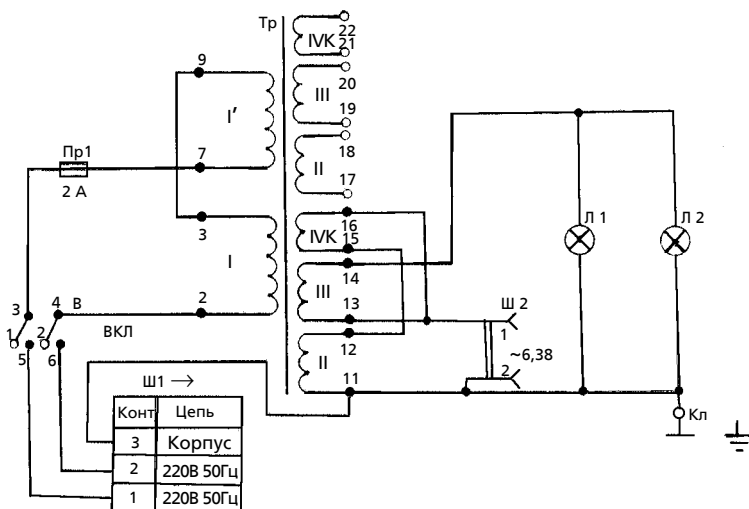 Тр
22
IVK
21
9
20
III
I'
19
Пр1
7
18
2 А
II
17
3
16
IVK
15
Л 1
Л 2
I
14
III
13
3
4
В
2
Ш 2
1
1
2
ВКЛ
12
~6,38
5
6
II
2
11
Ш1 →
Кл
Конт Цепь
3 Корпус
2 220В 50Гц
1 220В 50Гц